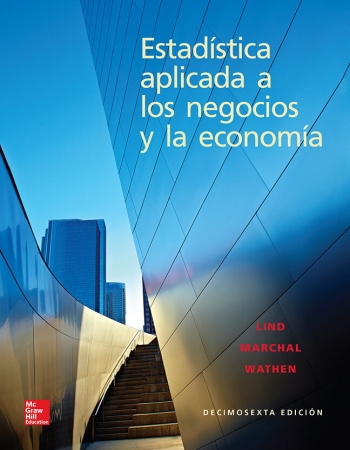 Estadística
aplicada a
los negocios
y la economía
LIND
MARCHAL
WATHEN
Mc
Graw
Hill
Education
DECIMOSEXTA EDICIÓN